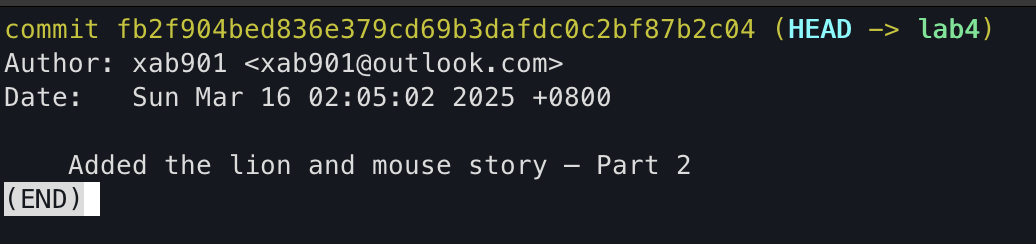 commit fb2f904bed836e379cd69b3dafdc0c2bf87b2c04 (HEAD -> lab4)
Author: xab901 <xab901@outlook.com>
Date:   Sun Mar 16 02:05:02 2025 +0800
    Added the lion and mouse story – Part 2
(END)